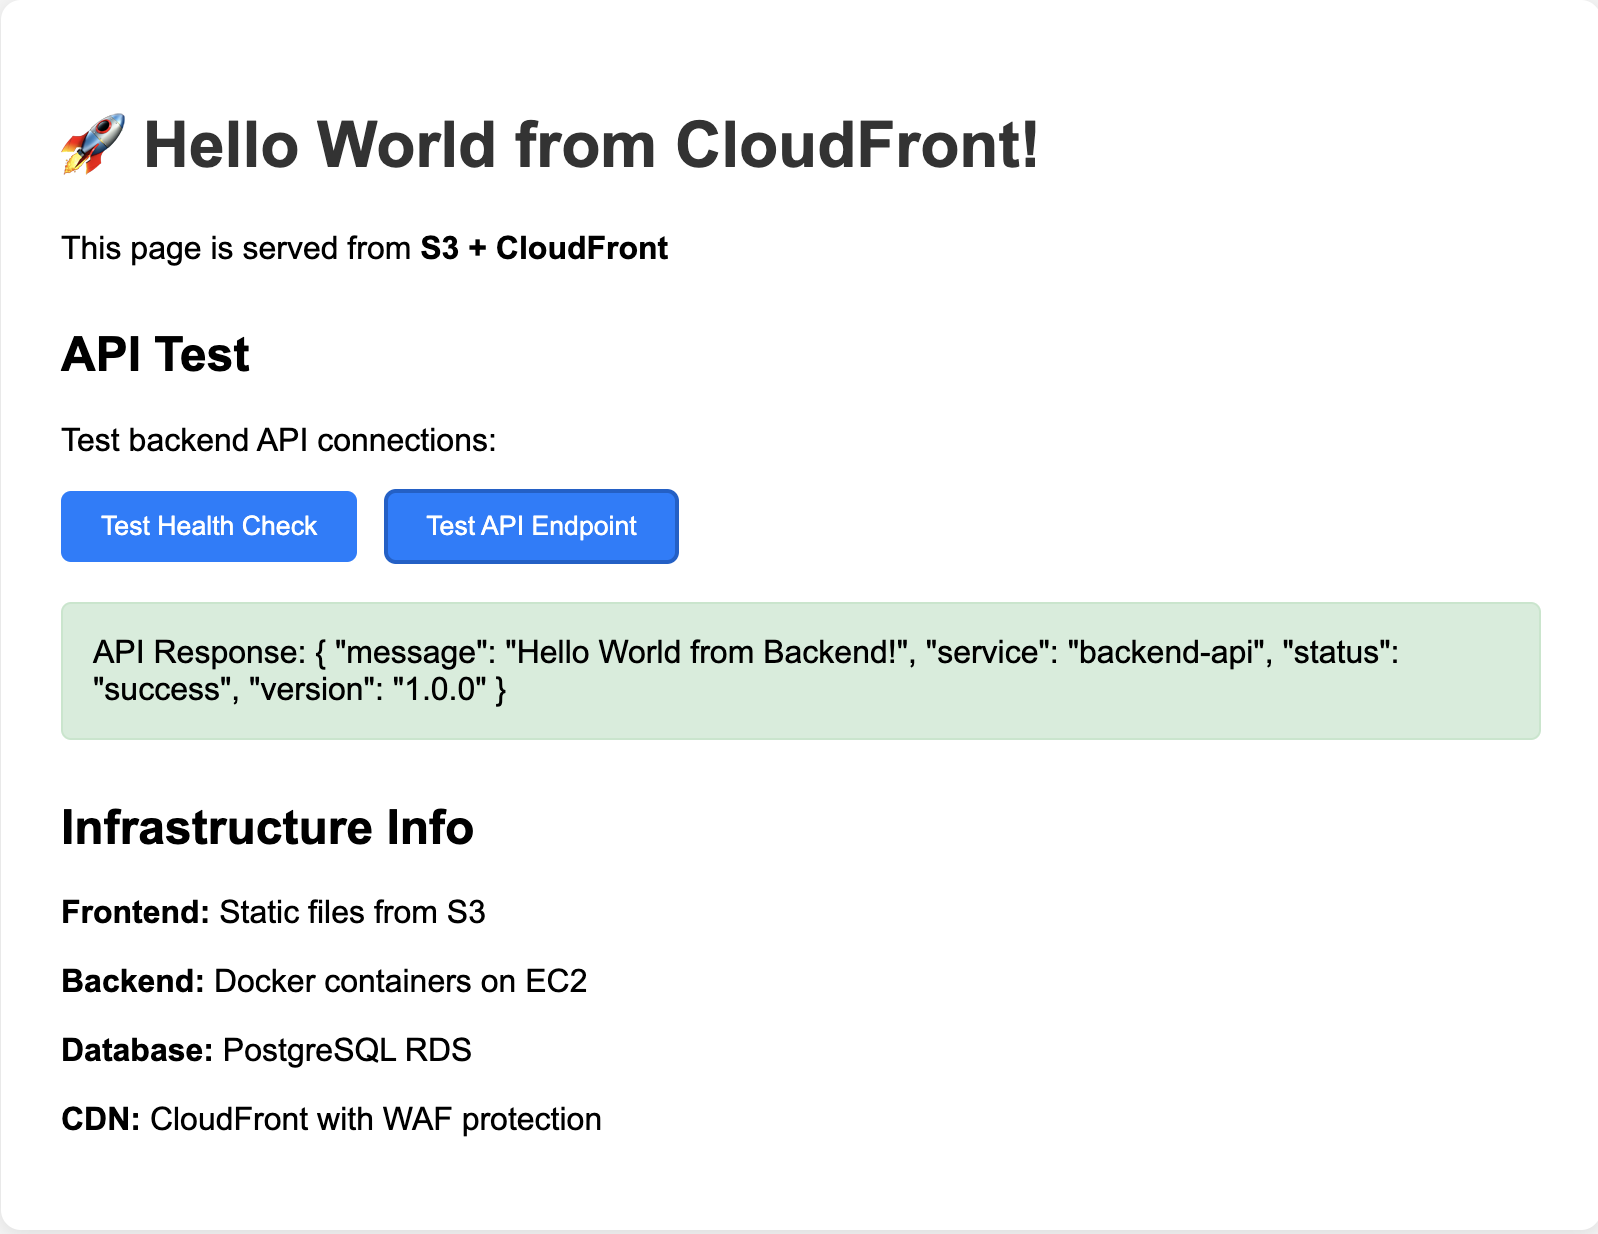 🚀 Hello World from CloudFront!
This page is served from S3 + CloudFront
API Test
Test backend API connections:
Test Health Check
Test API Endpoint
API Response: { "message": "Hello World from Backend!", "service": "backend-api", "status":
"success", "version": "1.0.0" }
Infrastructure Info
Frontend: Static files from S3
Backend: Docker containers on EC2
Database: PostgreSQL RDS
CDN: CloudFront with WAF protection